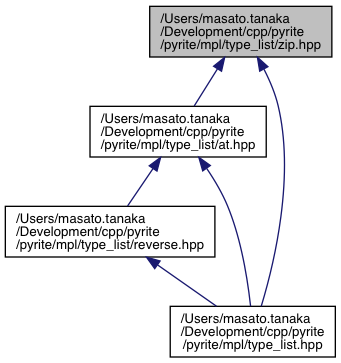 /Users/masato.tanaka
/Development/cpp/pyrite
/pyrite/mpl/type_list/zip.hpp
/Users/masato.tanaka
/Development/cpp/pyrite
/pyrite/mpl/type_list/at.hpp
/Users/masato.tanaka
/Development/cpp/pyrite
/pyrite/mpl/type_list/reverse.hpp
/Users/masato.tanaka
/Development/cpp/pyrite
/pyrite/mpl/type_list.hpp